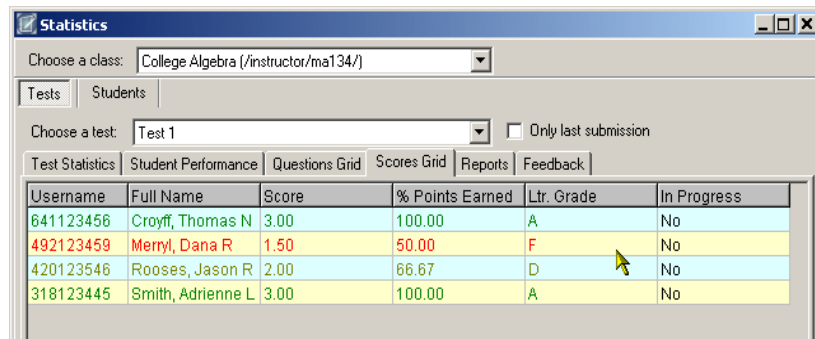 Statistics
Choose a class: College Algebra (/instructor/ma134/)
Tests Students
Choose a test: Test 1 Only last submission
Test Statistics Student Performance Questions Grid Scores Grid Reports Feedback
Username Full Name Score % Points Earned Ltr. Grade In Progress
641123456 Croyff, Thomas N 3.00 100.00 A No
492123459 Merryl, Dana R 1.50 50.00 F No
420123546 Rooses, Jason R 2.00 66.67 D No
318123445 Smith, Adrienne L 3.00 100.00 A No